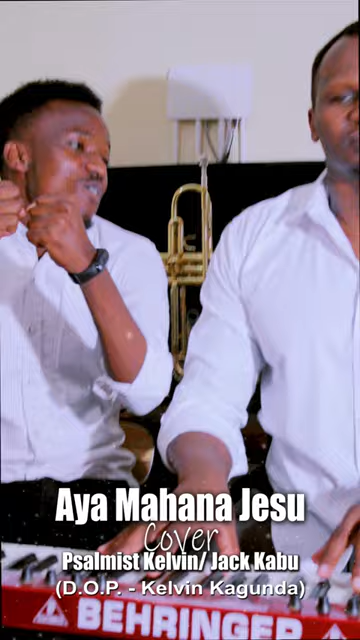 Aya Mahana Jesu
Cover
Psalmist Kelvin/ Jack Kabu
(D.O.P. - Kelvin Kagunda)
BEHRINGER